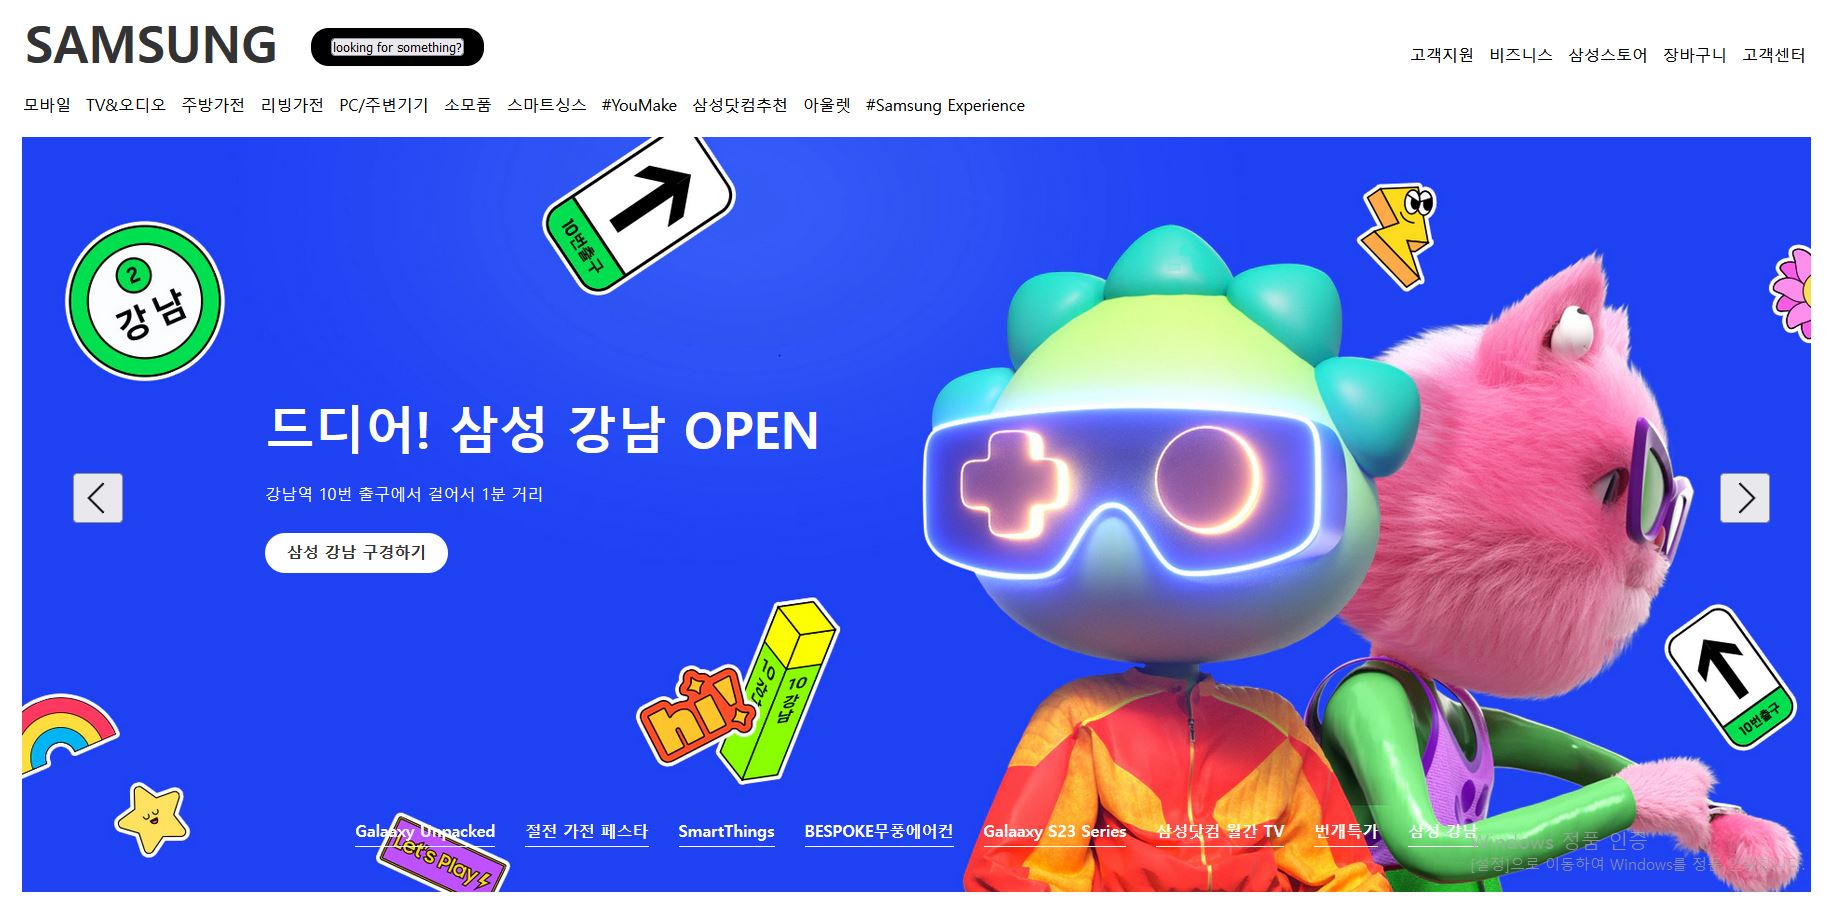 SAMSUNG
looking for something?
고객지원 비즈니스 삼성스토어 장바구니 고객센터
모바일 TV&오디오 주방가전 리빙가전 PC/주변기기 소모품 스마트싱스 #YouMake 삼성닷컴추천 아울렛 #Samsung Experience
10번출구
2
강남
드디어! 삼성 강남 OPEN
강남역 10번 출구에서 걸어서 1분 거리
삼성 강남 구경하기
hi!
10 강남
10 강남
10번출구
Galaaxy Unpacked 절전 가전 페스타 SmartThings BESPOKE무풍에어컨 Galaaxy S23 Series 삼성닷컴 월간 TV 번개특가 삼성 강남
Let's Play
Windows 정품 인증
[설정]으로 이동하여 Windows를 정품